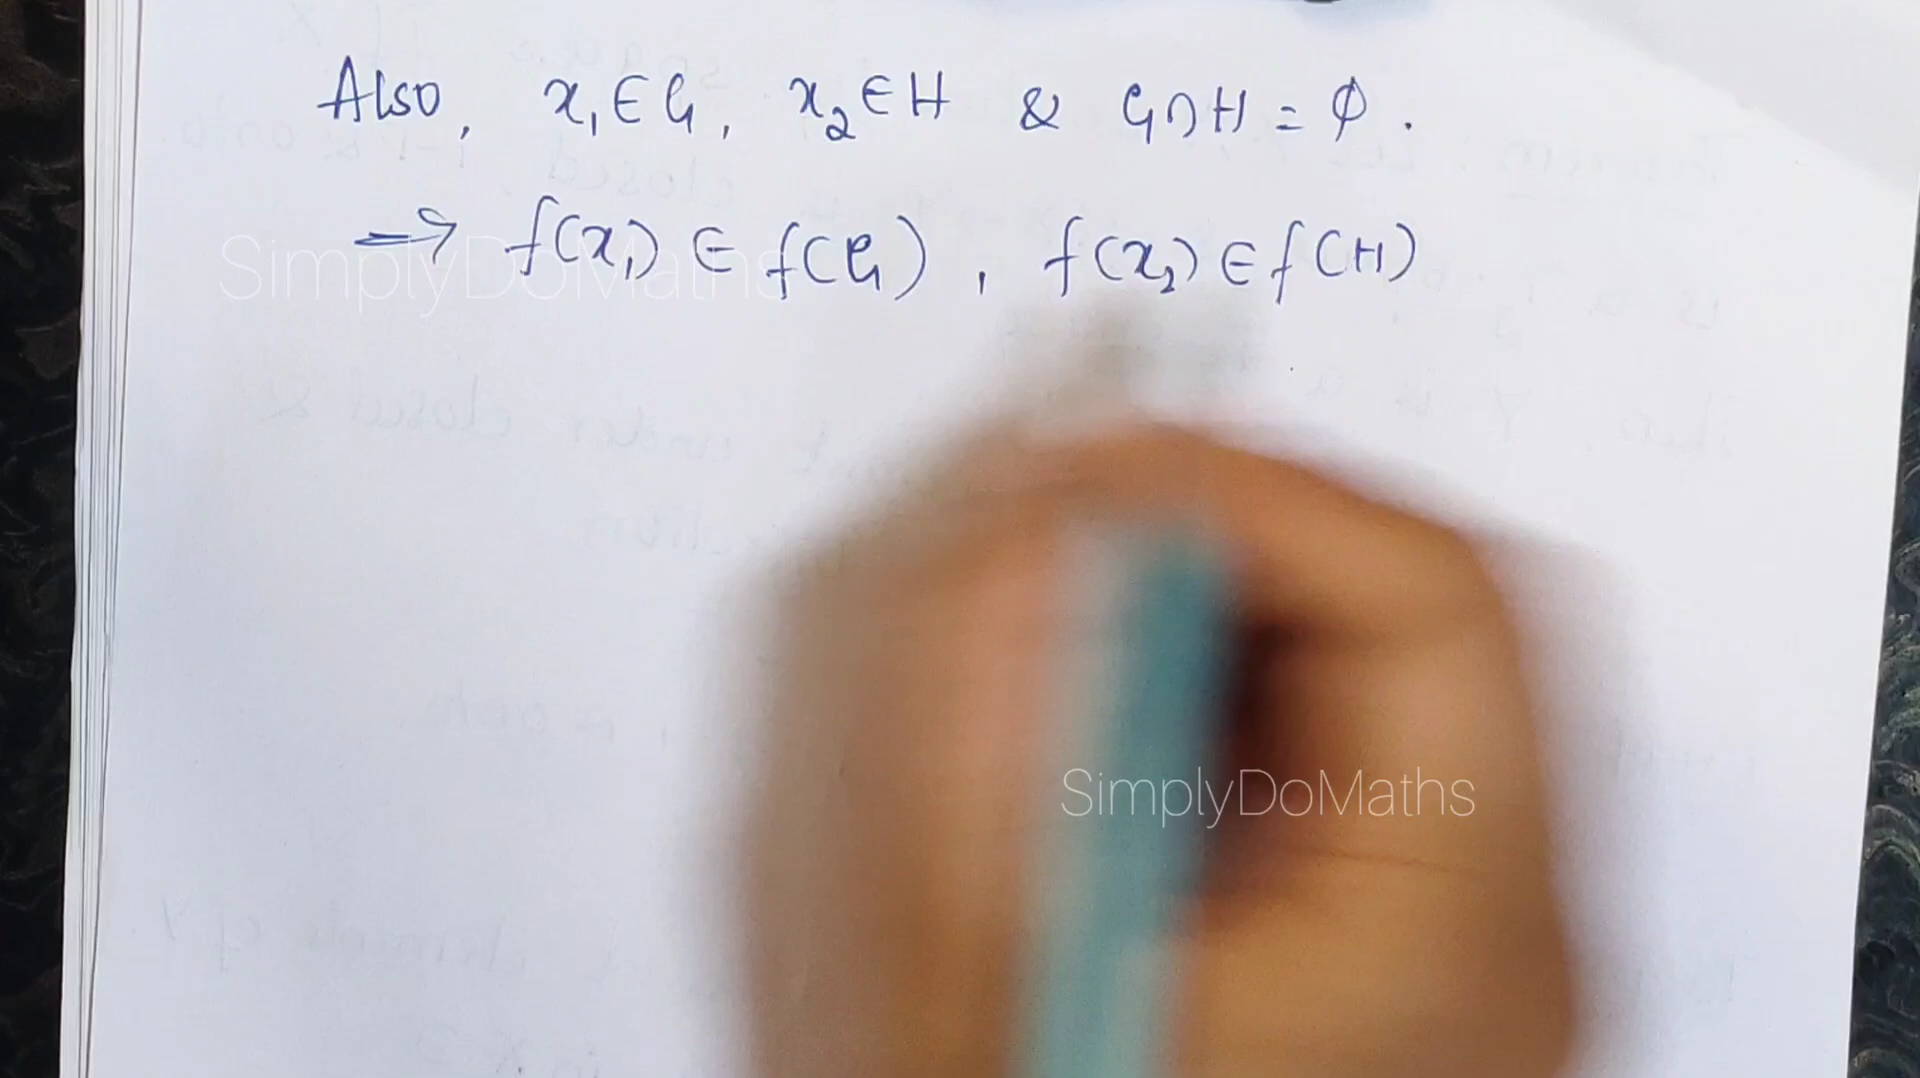 Also, x₁ ∈ G, x₂ ∈ H & G ∩ H = ϕ.
⇒ f(x₁) ∈ f(G), f(x₂) ∈ f(H)
SimplyDoMaths
SimplyDoMaths